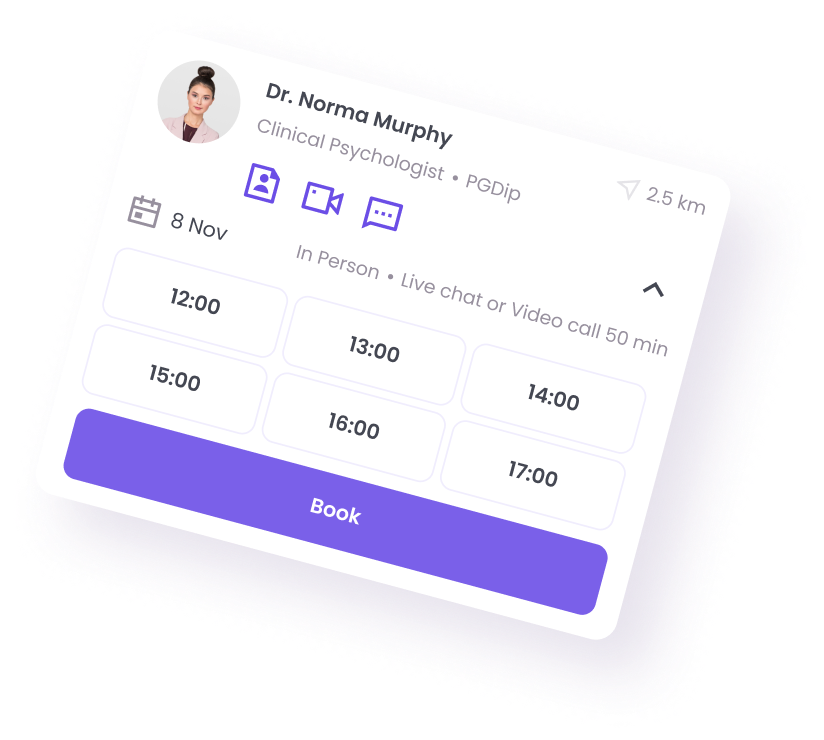 Dr. Norma Murphy
Clinical Psychologist • PGDip
2.5 km
8 Nov
In Person • Live chat or Video call 50 min
12:00
13:00
14:00
15:00
16:00
17:00
Book